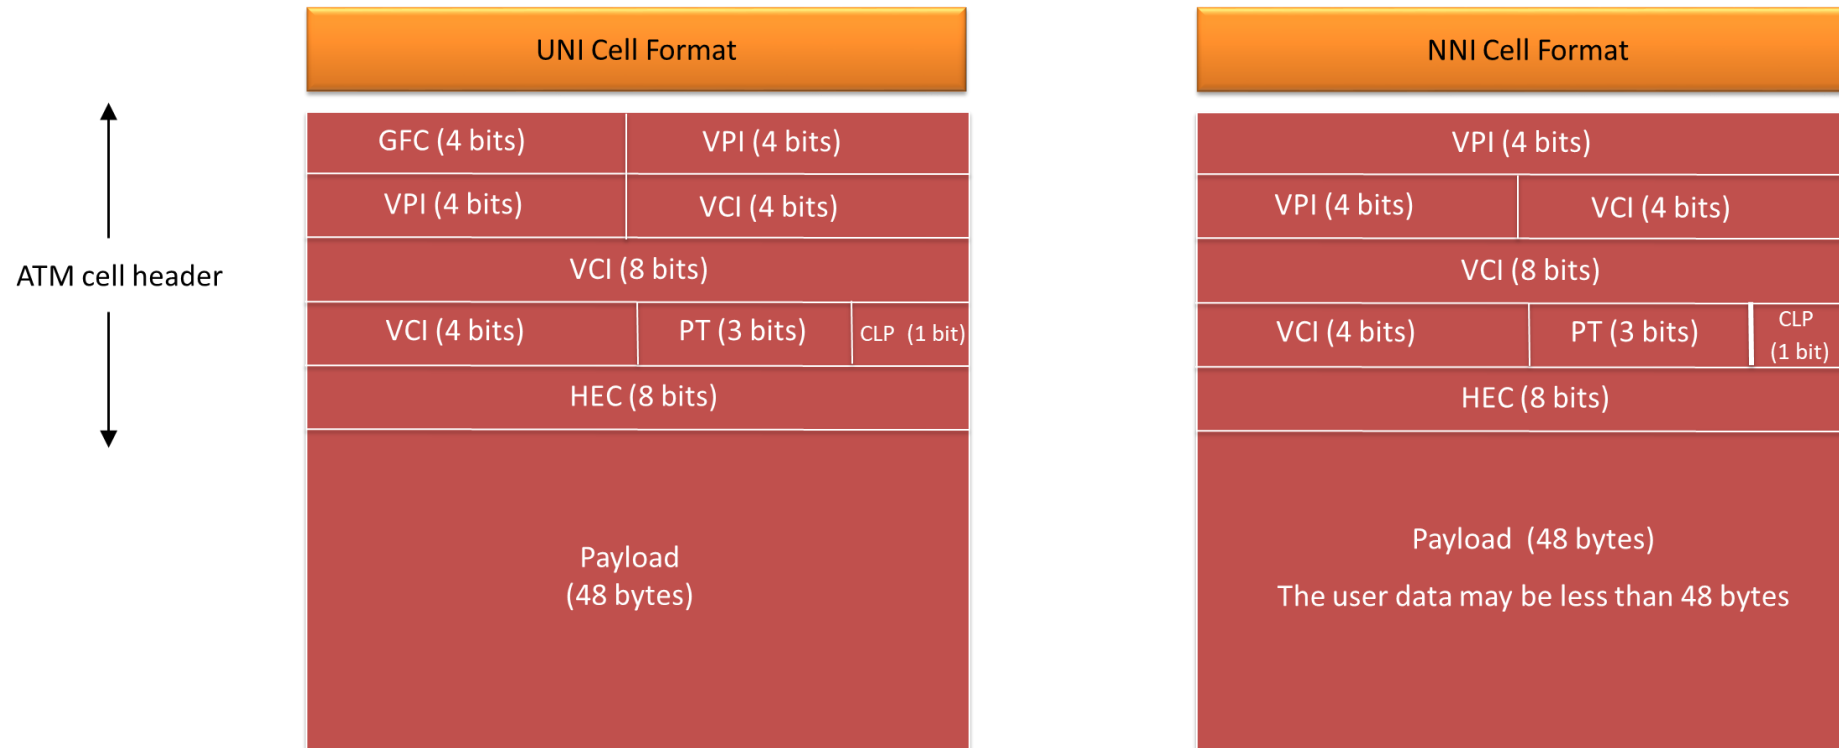 UNI Cell Format
NNI Cell Format
ATM cell header
GFC (4 bits)
VPI (4 bits)
VPI (4 bits)
VCI (4 bits)
VCI (8 bits)
VCI (4 bits)
PT (3 bits)
CLP (1 bit)
HEC (8 bits)
Payload
(48 bytes)
VPI (4 bits)
VPI (4 bits)
VCI (4 bits)
VCI (8 bits)
VCI (4 bits)
PT (3 bits)
CLP
(1 bit)
HEC (8 bits)
Payload (48 bytes)
The user data may be less than 48 bytes